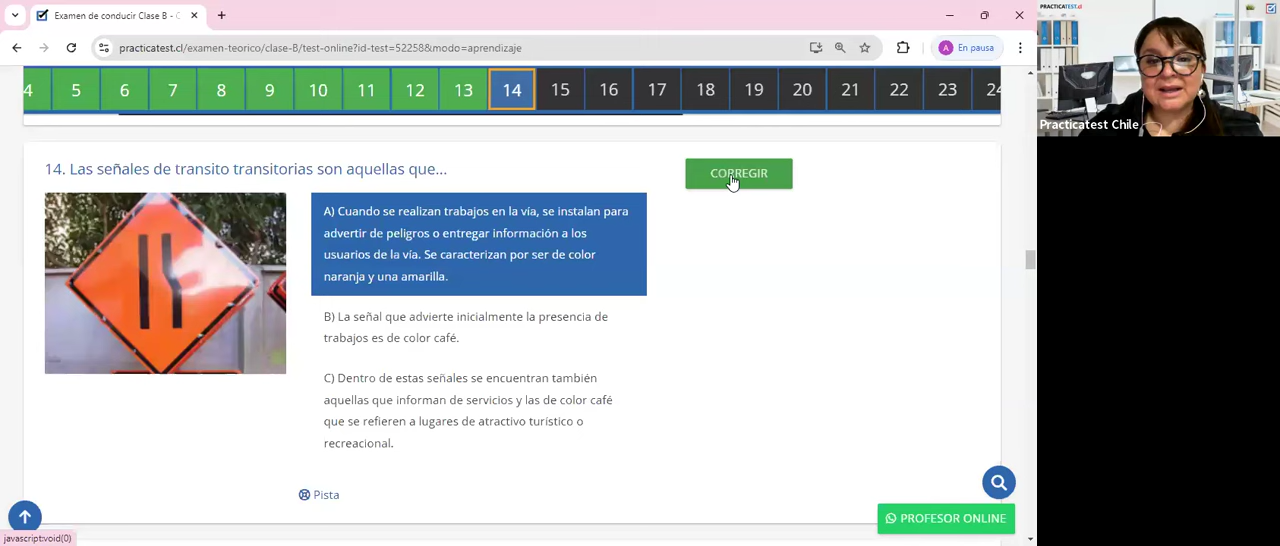 Examen de conducir Clase B - C
practicatest.cl/examen-teorico/clase-B/test-online?id-test=52258&modo=aprendizaje
A En pausa
PRACTICATEST.cl
Practicatest Chile
4 5 6 7 8 9 10 11 12 13 14 15 16 17 18 19 20 21 22 23 24
14. Las señales de transito transitorias son aquellas que...
CORREGIR
A) Cuando se realizan trabajos en la vía, se instalan para
advertir de peligros o entregar información a los
usuarios de la vía. Se caracterizan por ser de color
naranja y una amarilla.
B) La señal que advierte inicialmente la presencia de
trabajos es de color café.
C) Dentro de estas señales se encuentran también
aquellas que informan de servicios y las de color café
que se refieren a lugares de atractivo turístico o
recreacional.
Pista
PROFESOR ONLINE
javascript:void(0)